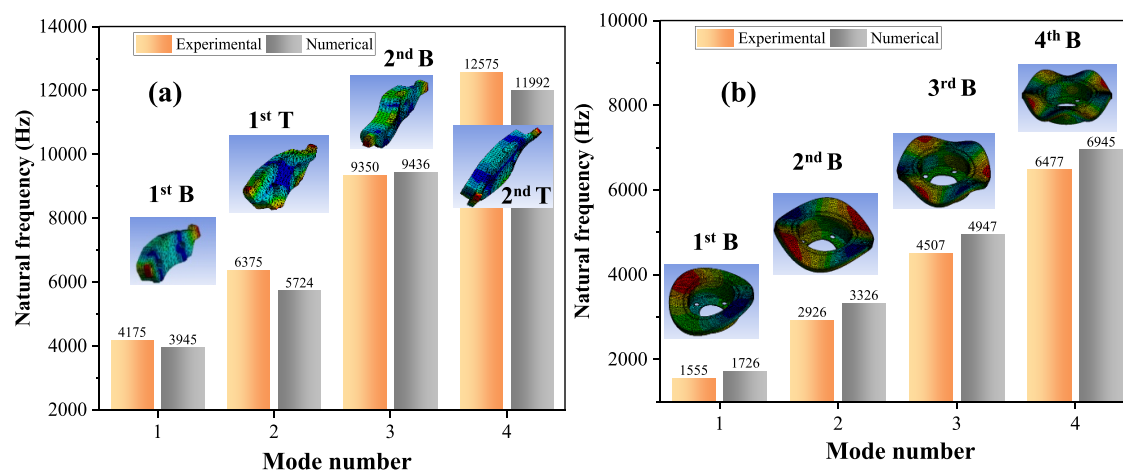 14000
12000
10000
8000
6000
4000
2000
Natural frequency (Hz)
Experimental
Numerical
(a)
1st B
1st T
2nd B
2nd T
4175
3945
6375
5724
9350
9436
12575
11992
1
2
3
4
Mode number
10000
8000
6000
4000
2000
Natural frequency (Hz)
Experimental
Numerical
(b)
1st B
2nd B
3rd B
4th B
1555
1726
2926
3326
4507
4947
6477
6945
1
2
3
4
Mode number